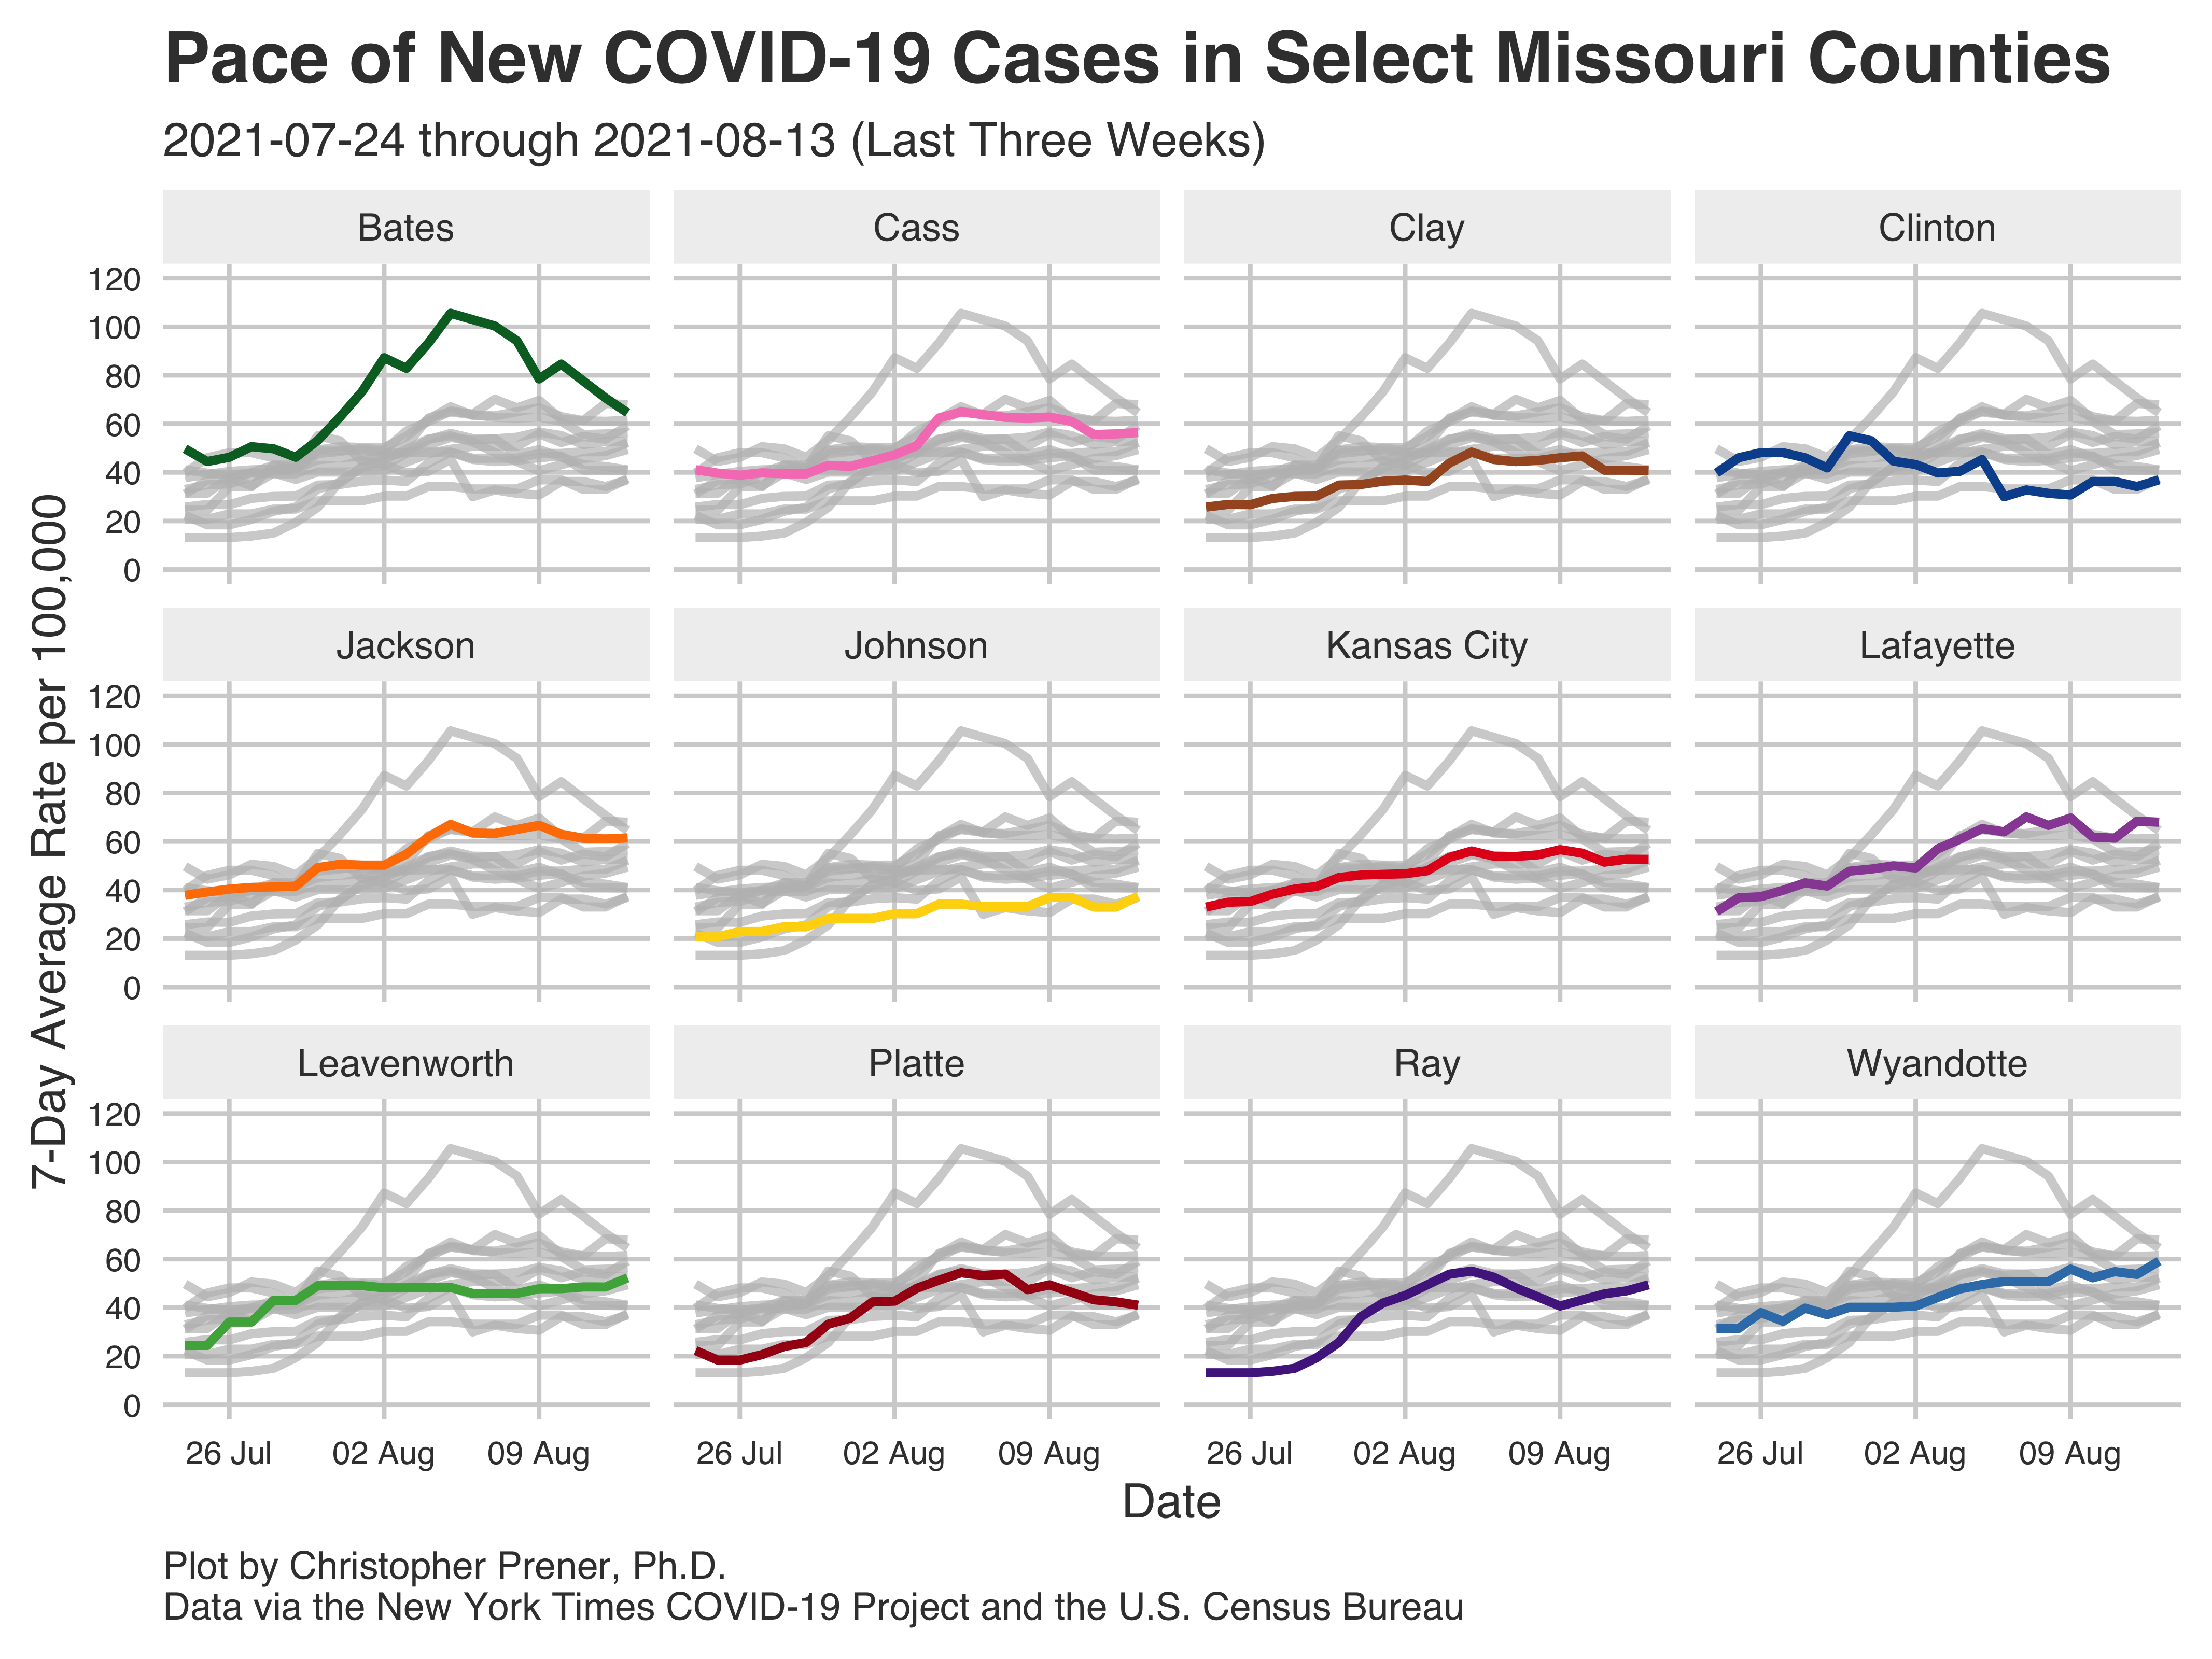 Pace of New COVID-19 Cases in Select Missouri Counties
2021-07-24 through 2021-08-13 (Last Three Weeks)
7-Day Average Rate per 100,000
Bates
Cass
Clay
Clinton
120
100
80
60
40
20
0
Jackson
Johnson
Kansas City
Lafayette
120
100
80
60
40
20
0
Leavenworth
Platte
Ray
Wyandotte
120
100
80
60
40
20
0
26 Jul 02 Aug 09 Aug
26 Jul 02 Aug 09 Aug
26 Jul 02 Aug 09 Aug
26 Jul 02 Aug 09 Aug
Date
Plot by Christopher Prener, Ph.D.
Data via the New York Times COVID-19 Project and the U.S. Census Bureau